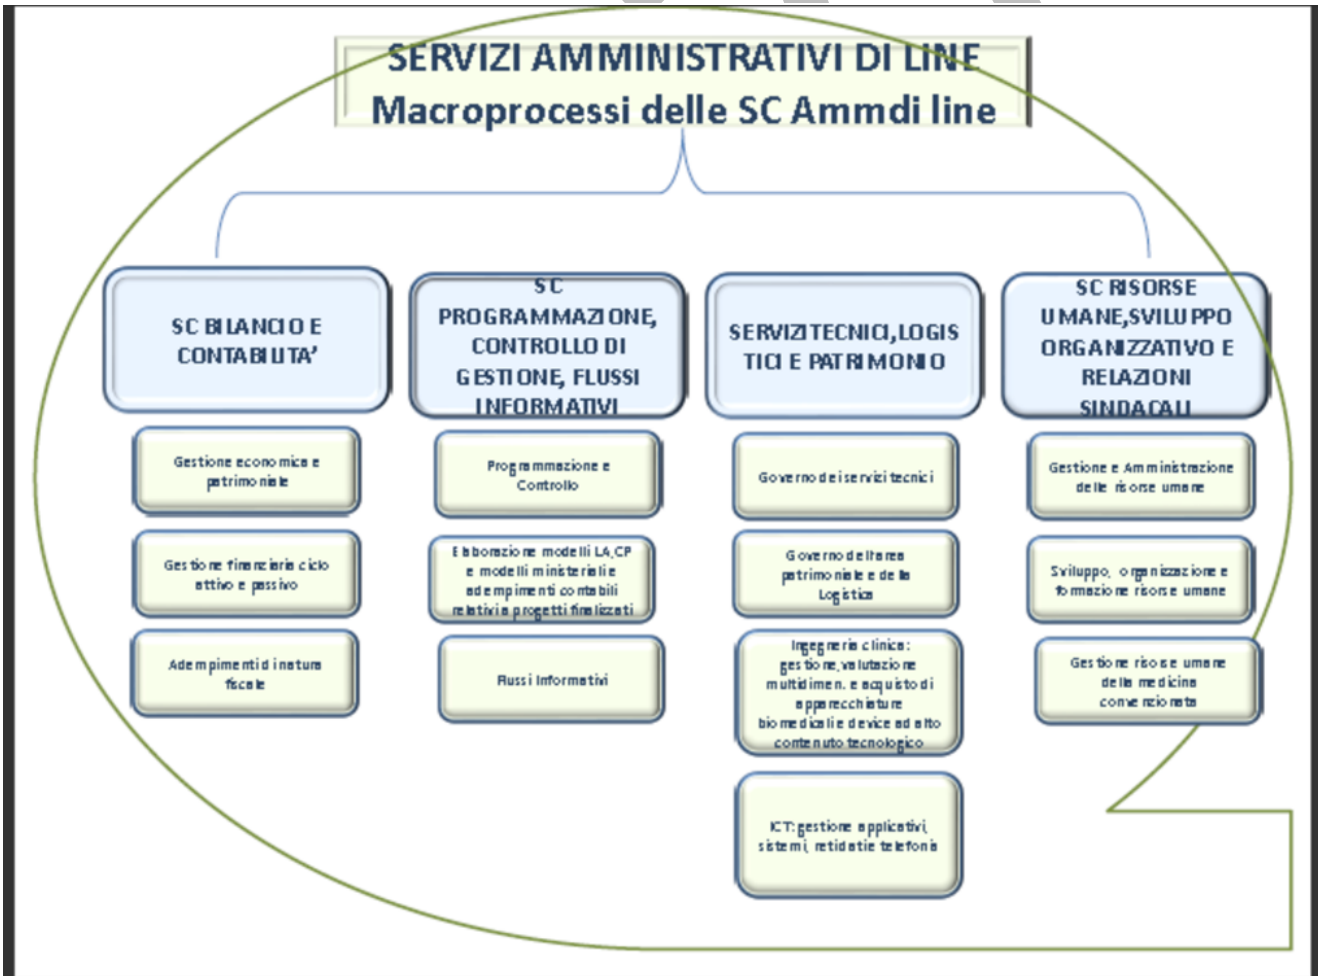 SERVIZI AMMINISTRATIVI DI LINE
Macroprocessi delle SC Ammdi line
SC BILANCIO E
CONTABILITA’
Gestione economica e
patrimoniale
Gestione finanziaria ciclo
attivo e passivo
Adempimenti di natura
fiscale
SC
PROGRAMMAZIONE,
CONTROLLO DI
GESTIONE, FLUSSI
INFORMATIVI
Programmazione e
Controllo
Elaborazione modelli LA,CP
e modelli ministeriali e
adempimenti contabili
relativi a progetti finalizzati
Flussi Informativi
SERVIZI TECNICI,LOGIS
TICI E PATRIMONIO
Governo dei servizi tecnici
Governo dell'area
patrimoniale e della
Logistica
Ingegneria clinica:
gestione,valutazione
multidimen. e acquisto di
apparecchiature
biomedicali e device ad alto
contenuto tecnologico
ICT:gestione applicativi,
sistemi, reti dati e telefonia
SC RISORSE
UMANE,SVILUPPO
ORGANIZZATIVO E
RELAZIONI
SINDACALI
Gestione e Amministrazione
delle risorse umane
Sviluppo, organizzazione e
formazione risorse umane
Gestione risorse umane
della medicina
convenzionata